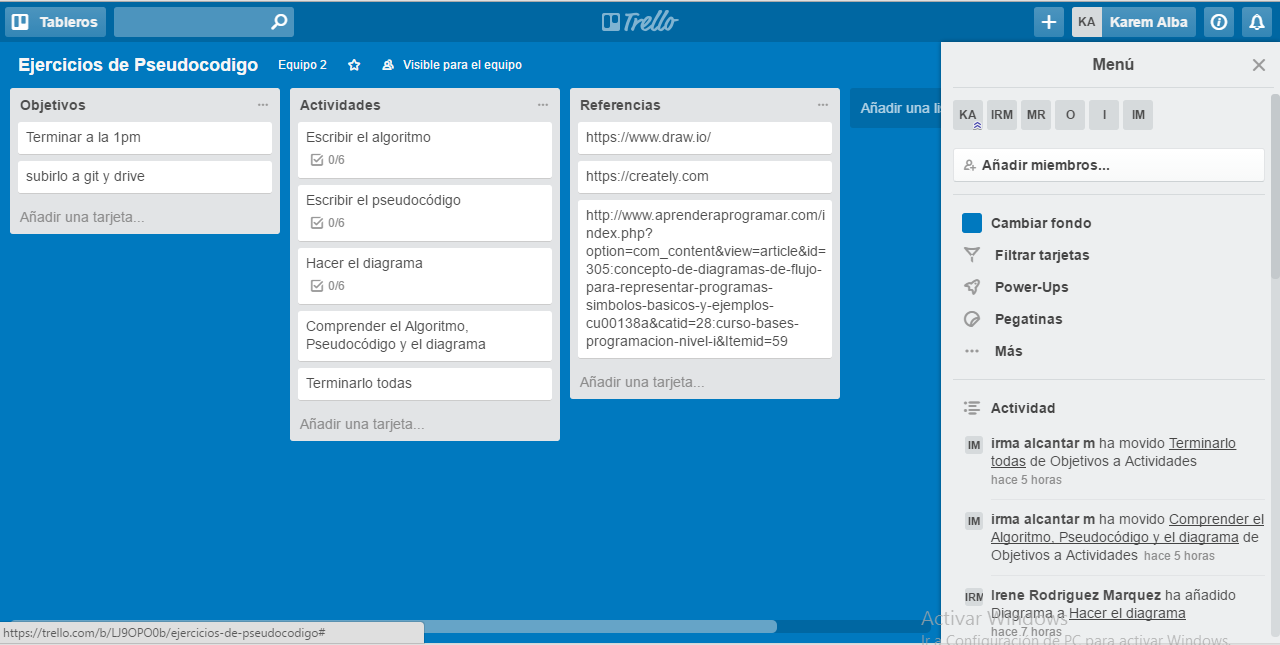 Tableros
Trello
KA
Karem Alba
Ejercicios de Pseudocodigo
Equipo 2
Visible para el equipo
Objetivos
Terminar a la 1pm
subirlo a git y drive
Añadir una tarjeta...
Actividades
Escribir el algoritmo
0/6
Escribir el pseudocódigo
0/6
Hacer el diagrama
0/6
Comprender el Algoritmo,
Pseudocódigo y el diagrama
Terminarlo todas
Añadir una tarjeta...
Referencias
https://www.draw.io/
https://creately.com
http://www.aprenderaprogramar.com/i
ndex.php?
option=com_content&view=article&id=
305:concepto-de-diagramas-de-flujo-
para-representar-programas-
simbolos-basicos-y-ejemplos-
cu00138a&catid=28:curso-bases-
programacion-nivel-i&Itemid=59
Añadir una tarjeta...
Añadir una li
Menú
KA IRM MR O I IM
Añadir miembros...
Cambiar fondo
Filtrar tarjetas
Power-Ups
Pegatinas
Más
Actividad
IM irma alcantar m ha movido Terminarlo
todas de Objetivos a Actividades
hace 5 horas
IM irma alcantar m ha movido Comprender el
Algoritmo, Pseudocódigo y el diagrama de
Objetivos a Actividades hace 5 horas
IRM Irene Rodriguez Marquez ha añadido
Diagrama a Hacer el diagrama
hace 7 horas
Activar Windows
Ir a Configuración de PC para activar Windows.
https://trello.com/b/LJ9OPO0b/ejercicios-de-pseudocodigo#